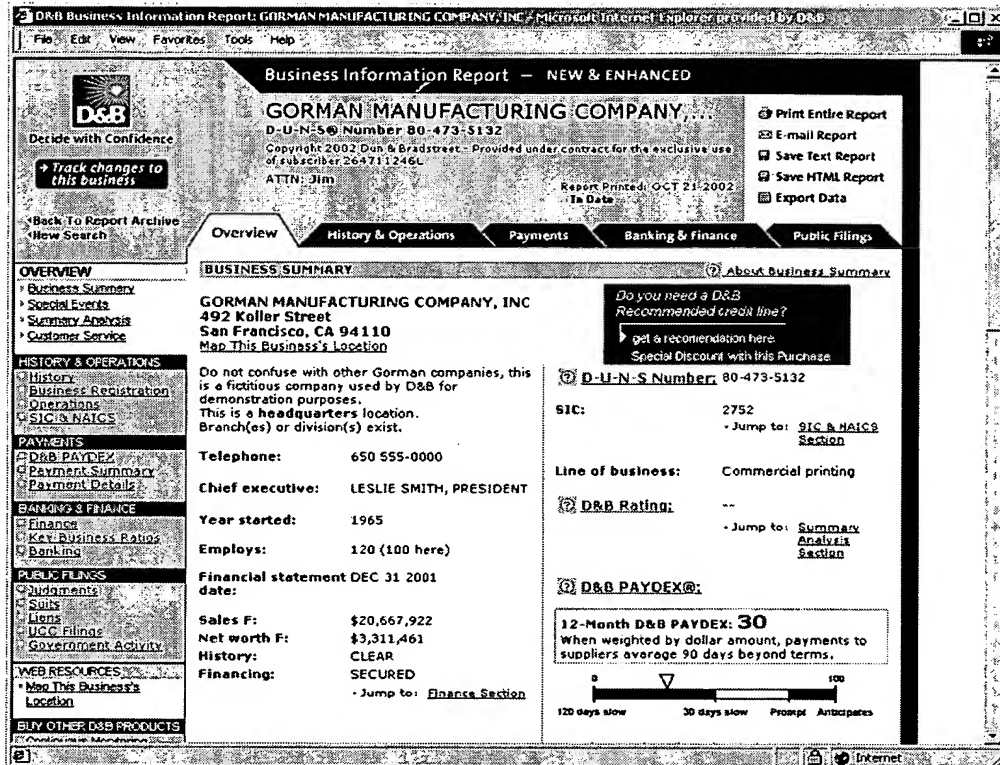 D&B Business Information Report: GORMAN MANUFACTURING COMPANY, INC - Microsoft Internet Explorer provided by D&B
File Edit View Favorites Tools Help
Business Information Report — NEW & ENHANCED
D&B
Decide with Confidence
Track changes to
this business
Back To Report Archive
New Search
GORMAN MANUFACTURING COMPANY,...
D-U-N-S® Number 80-473-5132
Copyright 2002 Dun & Bradstreet - Provided under contract for the exclusive use
of subscriber 264711246L
ATTN: Jim
Report Printed: OCT 21 2002
In Date
Print Entire Report
E-mail Report
Save Text Report
Save HTML Report
Export Data
Overview History & Operations Payments Banking & Finance Public Filings
OVERVIEW
Business Summary
Special Events
Summary Analysis
Customer Service
HISTORY & OPERATIONS
History
Business Registration
Operations
SIC & NAICS
PAYMENTS
D&B PAYDEX
Payment Summary
Payment Details
BANKING & FINANCE
Finance
Key Business Ratios
Banking
PUBLIC FILINGS
Judgments
Suits
Liens
UCC Filings
Government Activity
WEB RESOURCES
Map This Business's
Location
BUY OTHER D&B PRODUCTS
Continuous Monitoring
BUSINESS SUMMARY
About Business Summary
GORMAN MANUFACTURING COMPANY, INC
492 Koller Street
San Francisco, CA 94110
Map This Business's Location
Do you need a D&B
Recommended credit line?
get a recomendation here.
Special Discount with this Purchase
Do not confuse with other Gorman companies, this
is a fictitious company used by D&B for
demonstration purposes.
This is a headquarters location.
Branch(es) or division(s) exist.
Telephone: 650 555-0000
Chief executive: LESLIE SMITH, PRESIDENT
Year started: 1965
Employs: 120 (100 here)
Financial statement DEC 31 2001
date:
Sales F: $20,667,922
Net worth F: $3,311,461
History: CLEAR
Financing: SECURED
- Jump to: Finance Section
D-U-N-S Number: 80-473-5132
SIC: 2752
- Jump to: SIC & NAICS
Section
Line of business: Commercial printing
D&B Rating: --
- Jump to: Summary
Analysis
Section
D&B PAYDEX®:
12-Month D&B PAYDEX: 30
When weighted by dollar amount, payments to
suppliers average 90 days beyond terms.
0 100
120 days slow 30 days slow Prompt Anticipates
Internet